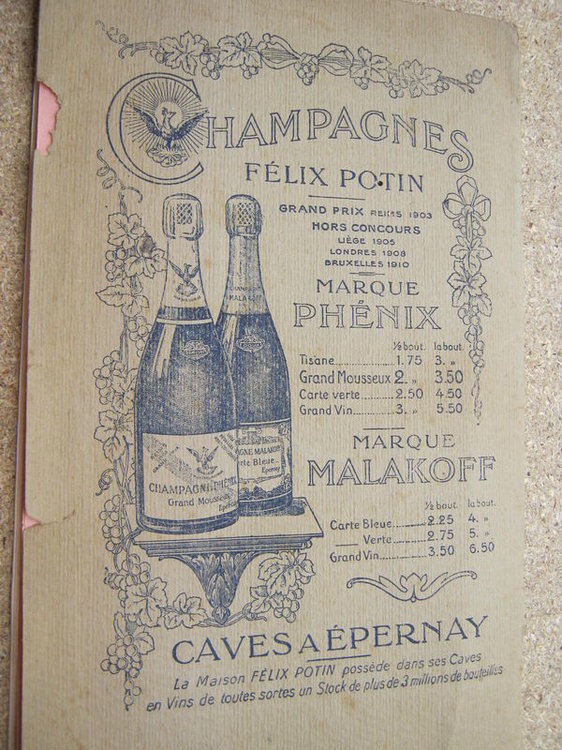 CHAMPAGNES
FÉLIX POTIN
GRAND PRIX REIMS 1903
HORS CONCOURS
LIÈGE 1905
LONDRES 1908
BRUXELLES 1910
MARQUE
PHÉNIX
½ bout. la bout.
Tisane 1.75 3. „
Grand Mousseux 2. „ 3.50
Carte verte 2.50 4.50
Grand Vin 3. „ 5.50
MARQUE
MALAKOFF
½ bout. la bout.
Carte Bleue 2.25 4. „
— Verte 2.75 5. „
Grand Vin 3.50 6.50
MALAKOFF
CHAMPAGNE PHÉNIX
Grand Mousseux
MALAKOFF
Carte Bleue
Epernay
CAVES A ÉPERNAY
La Maison FÉLIX POTIN possède dans ses Caves
en Vins de toutes sortes un Stock de plus de 3 millions de bouteilles